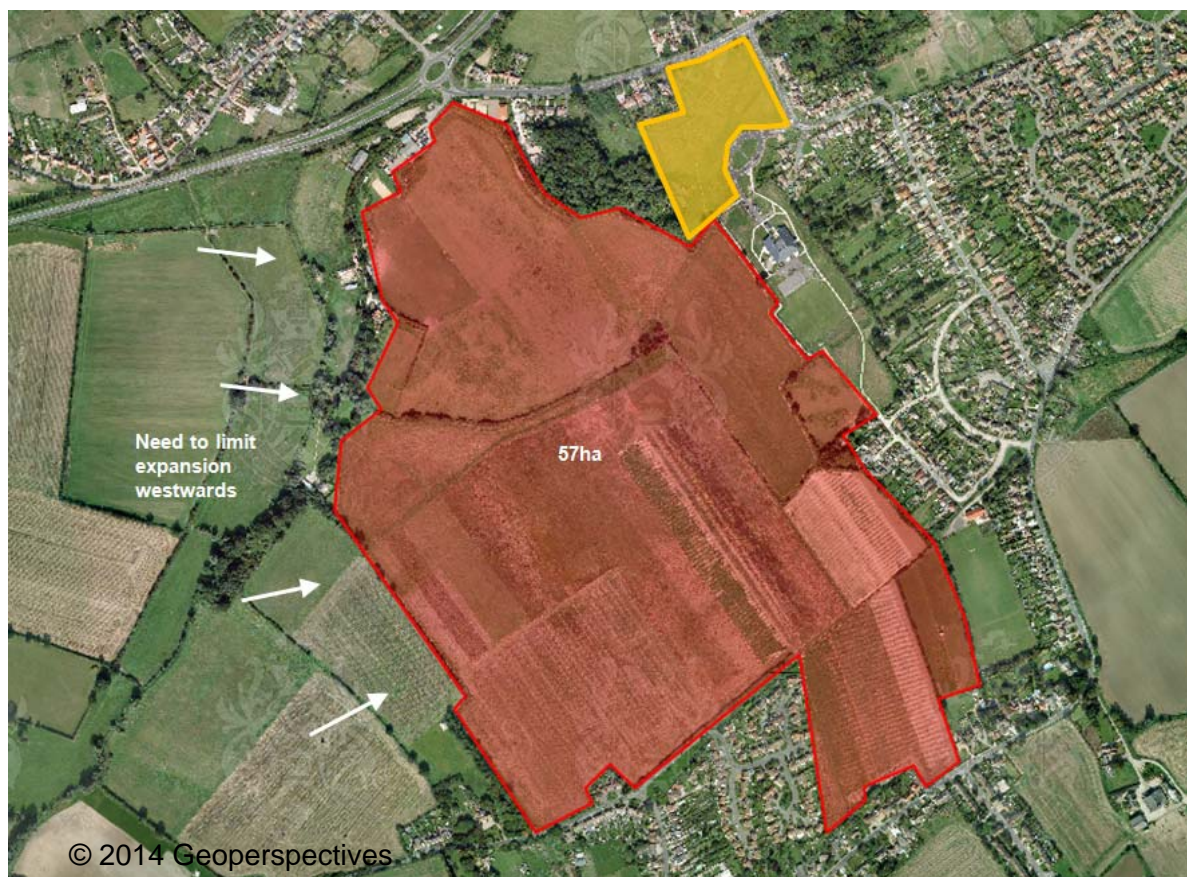 57ha
Need to limit
expansion
westwards
© 2014 Geoperspectives